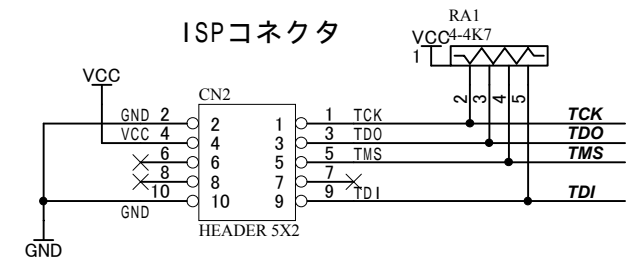 ISPコネクタ
RA1
VCC 4-4K7
1
VCC
CN2
2 3 4 5
GND 2 2 1 1 TCK TCK
VCC 4 4 3 3 TDO TDO
6 6 5 5 TMS TMS
8 8 7 7
10 10 9 9 TDI TDI
GND
HEADER 5X2
GND